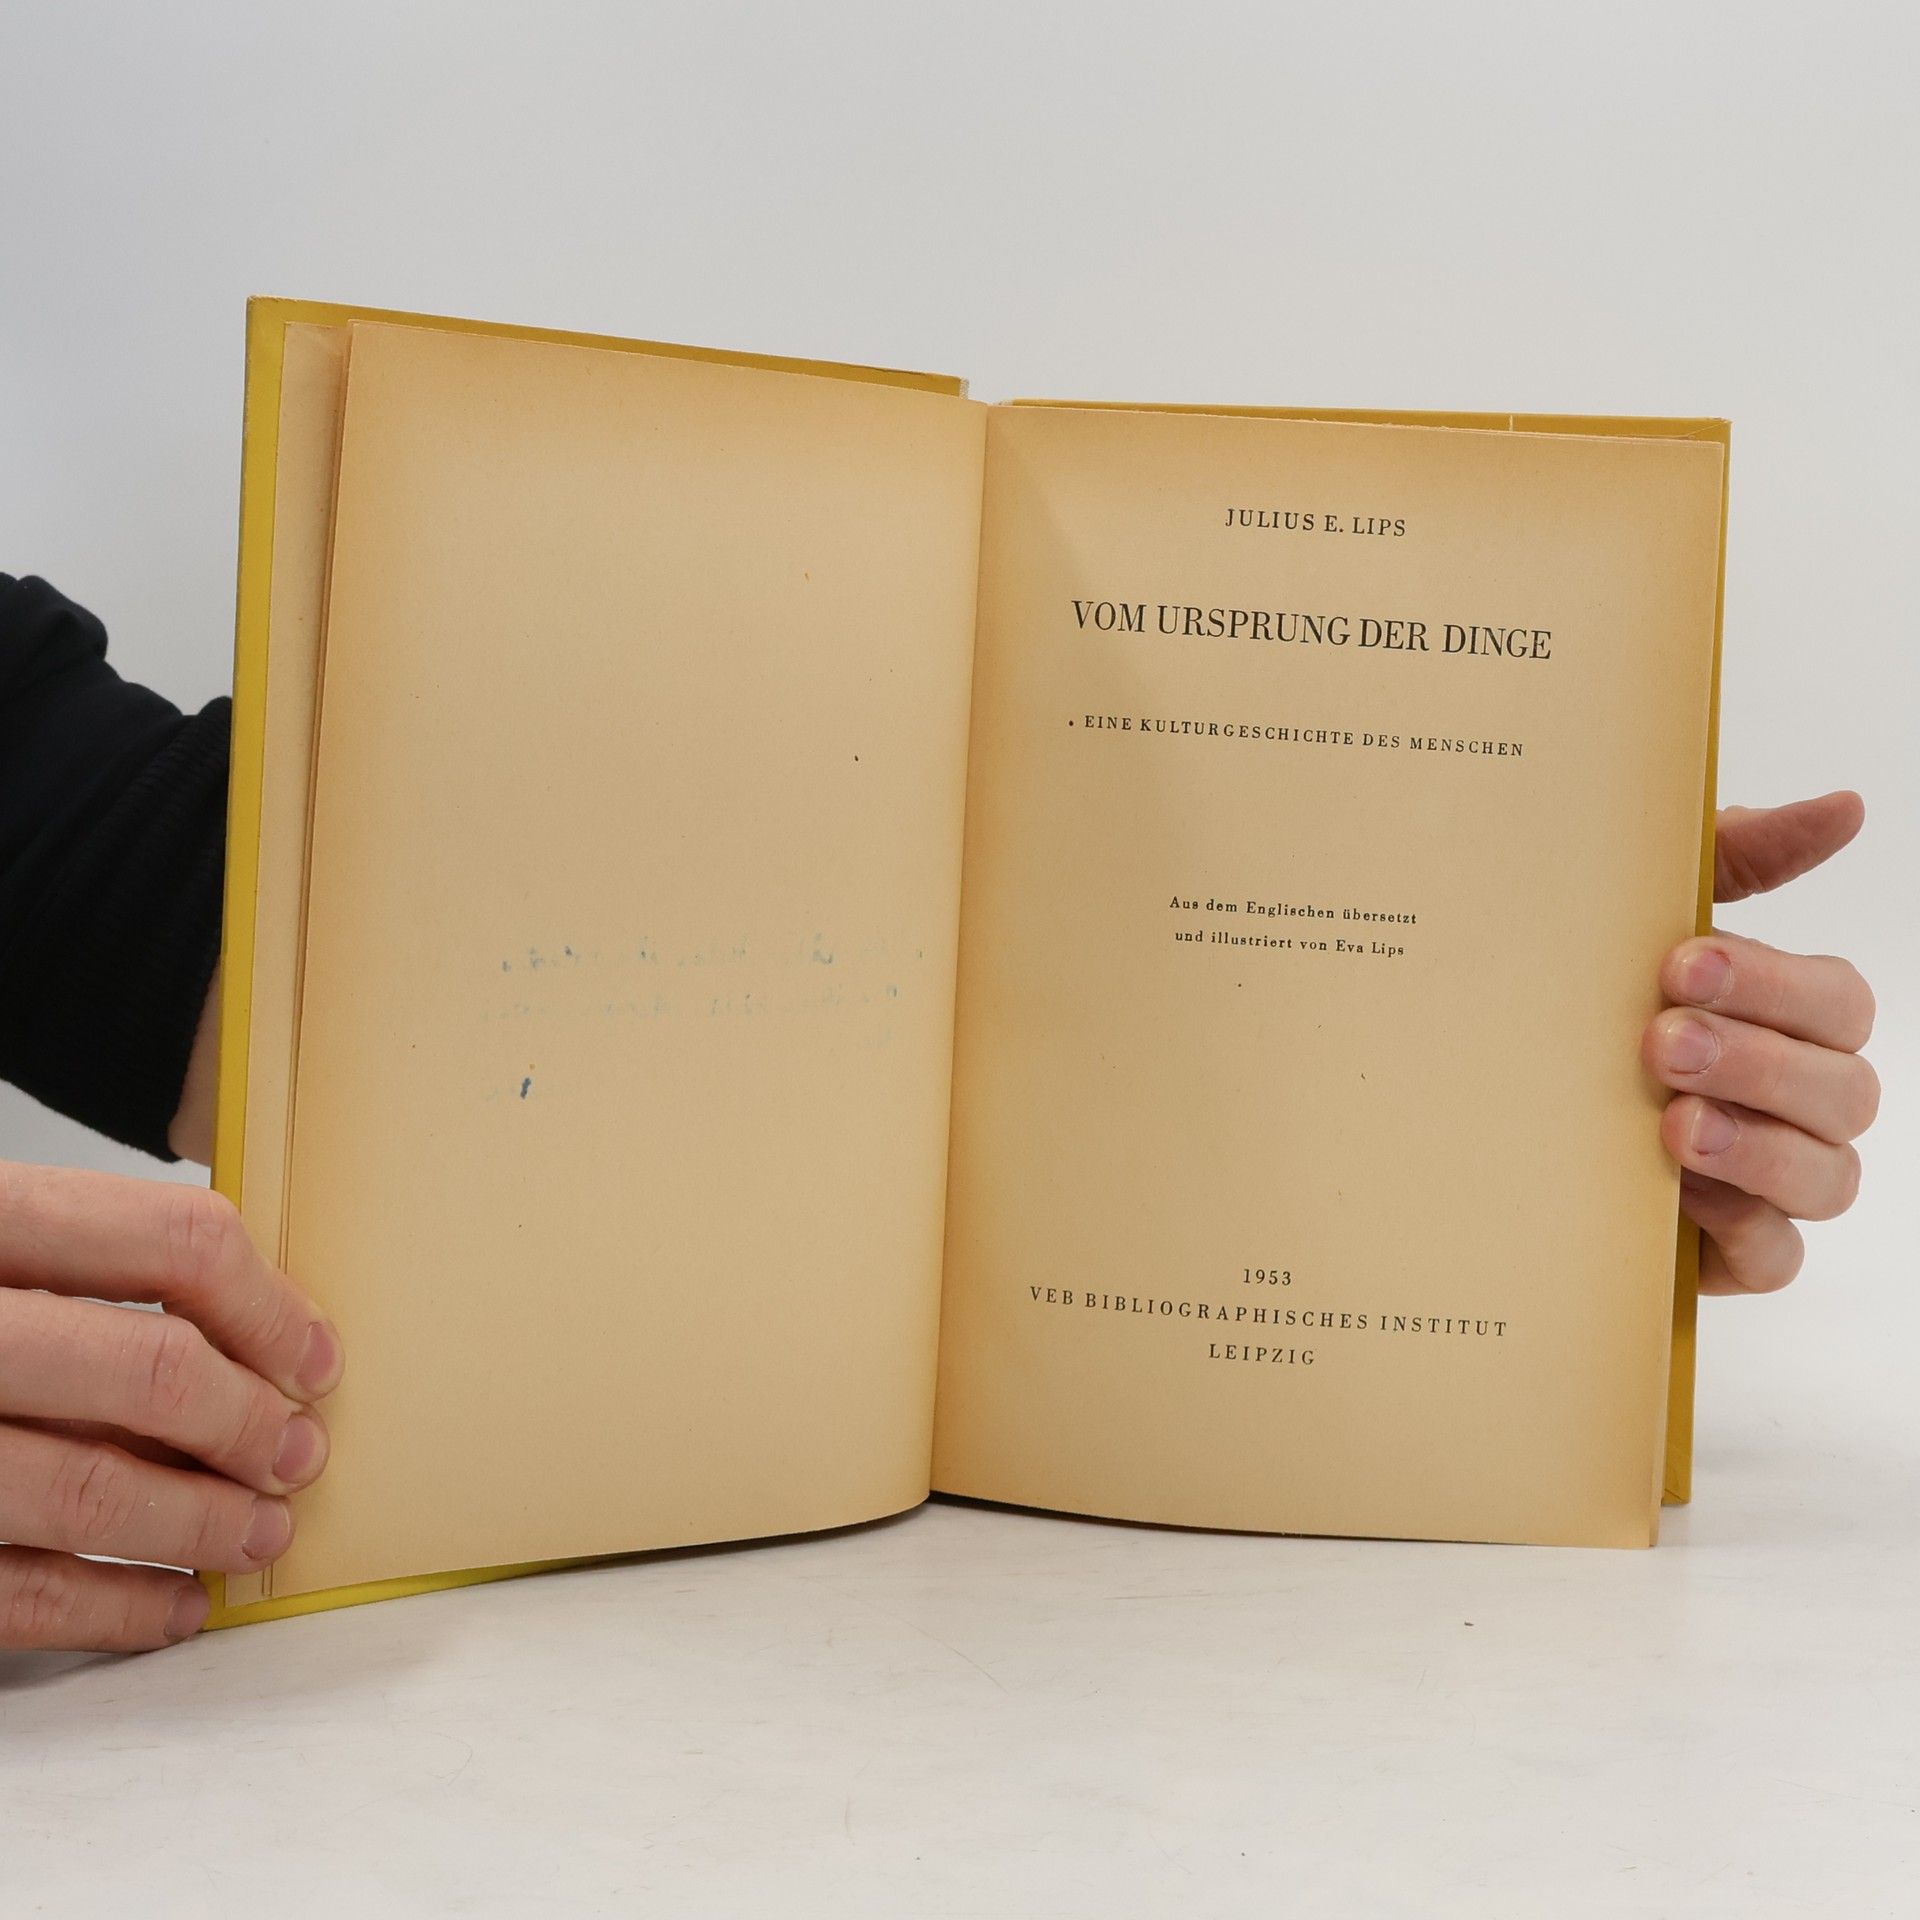 JULIUS E. LIPS
VOM URSPRUNG DER DINGE
• EINE KULTURGESCHICHTE DES MENSCHEN
Aus dem Englischen übersetzt
und illustriert von Eva Lips
1953
VEB BIBLIOGRAPHISCHES INSTITUT
LEIPZIG